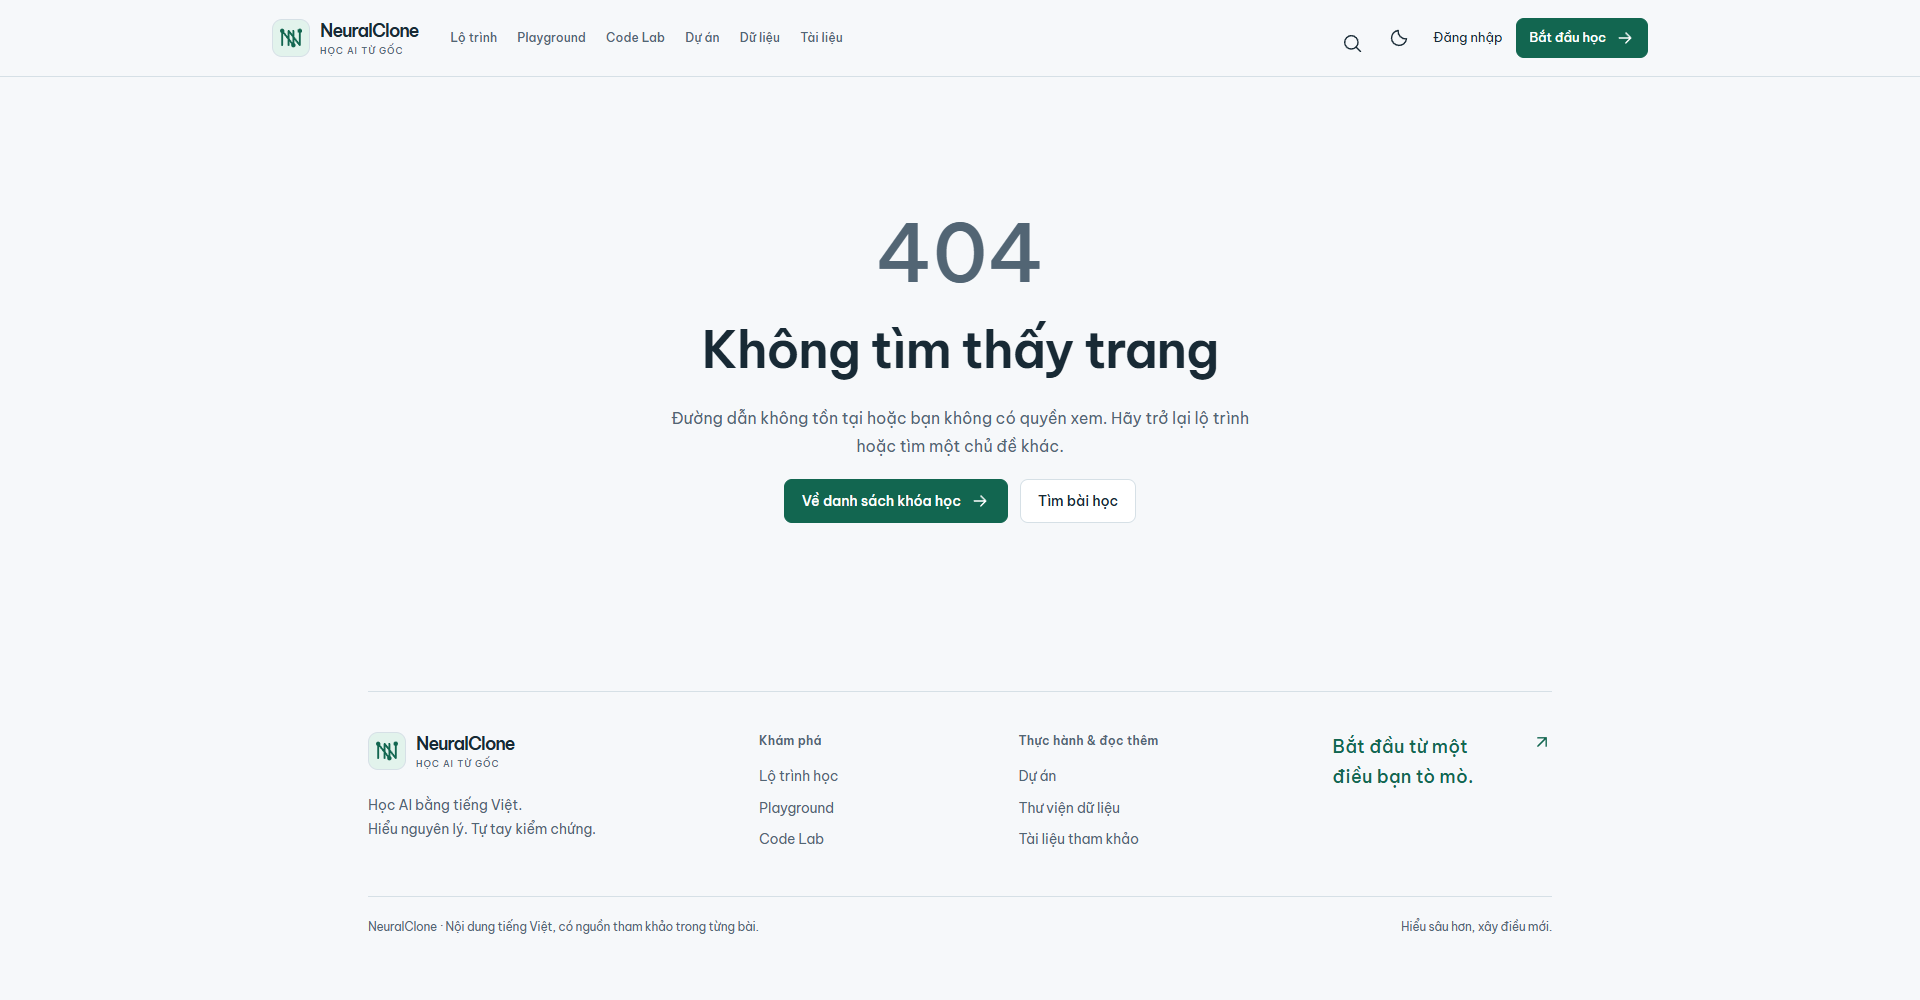 NeuralClone
HỌC AI TỪ GỐC
Lộ trình
Playground
Code Lab
Dự án
Dữ liệu
Tài liệu
Đăng nhập
Bắt đầu học
404
Không tìm thấy trang
Đường dẫn không tồn tại hoặc bạn không có quyền xem. Hãy trở lại lộ trình
hoặc tìm một chủ đề khác.
Về danh sách khóa học
Tìm bài học
NeuralClone
HỌC AI TỪ GỐC
Học AI bằng tiếng Việt.
Hiểu nguyên lý. Tự tay kiểm chứng.
Khám phá
Lộ trình học
Playground
Code Lab
Thực hành & đọc thêm
Dự án
Thư viện dữ liệu
Tài liệu tham khảo
Bắt đầu từ một
điều bạn tò mò.
NeuralClone · Nội dung tiếng Việt, có nguồn tham khảo trong từng bài.
Hiểu sâu hơn, xây điều mới.